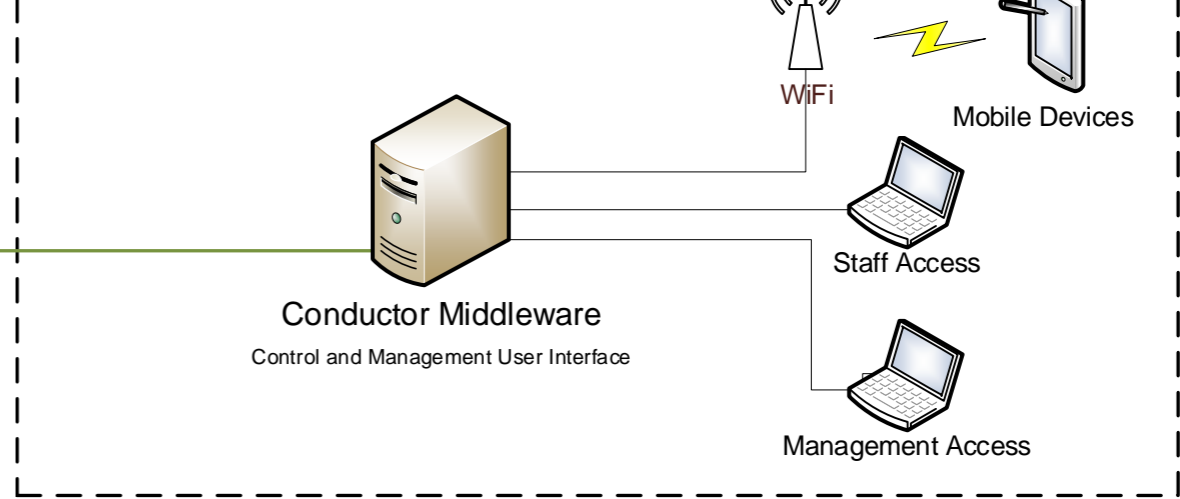 WiFi
Mobile Devices
Staff Access
Conductor Middleware
Control and Management User Interface
Management Access